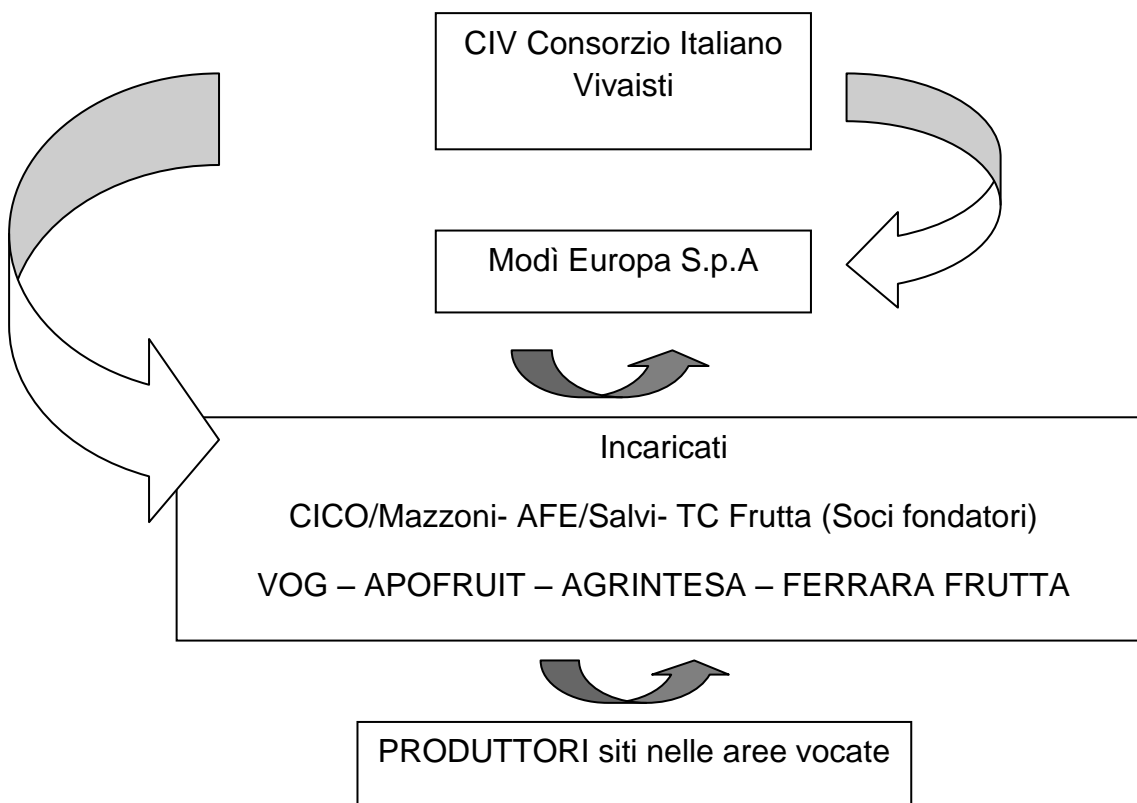 CIV Consorzio Italiano
Vivaisti
Modì Europa S.p.A
Incaricati
CICO/Mazzoni- AFE/Salvi- TC Frutta (Soci fondatori)
VOG – APOFRUIT – AGRINTESA – FERRARA FRUTTA
PRODUTTORI siti nelle aree vocate